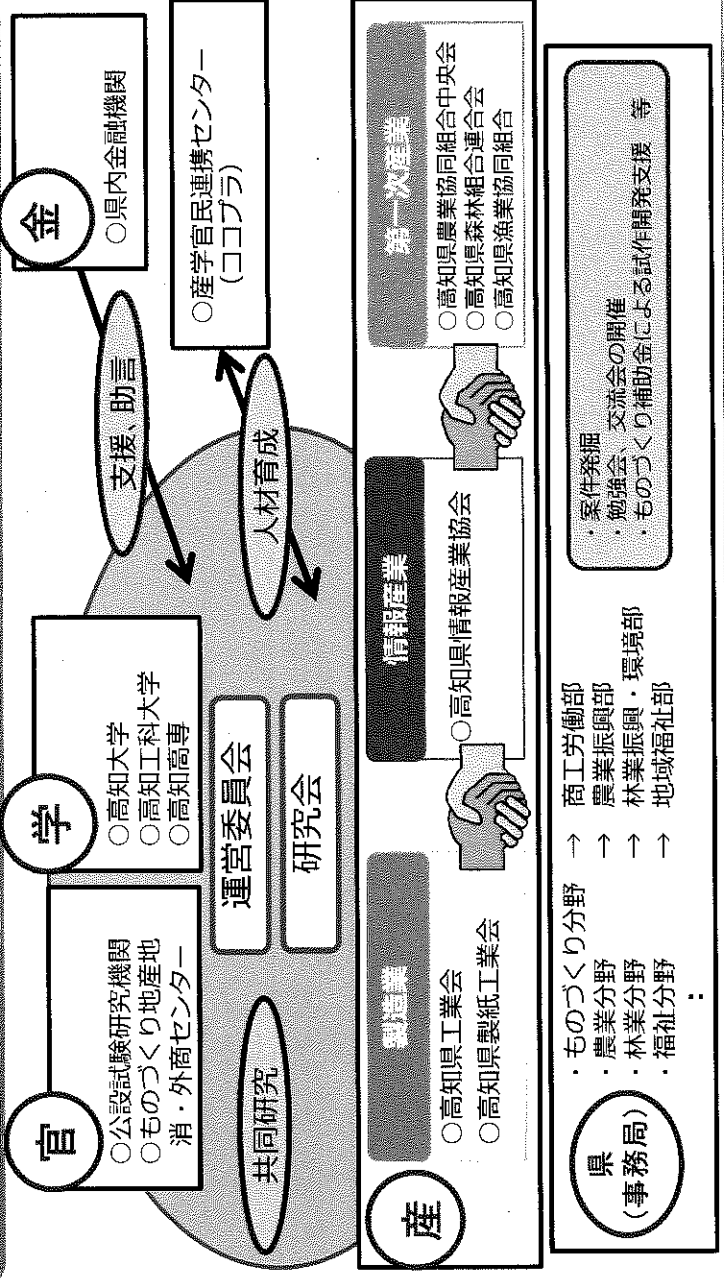 官
○公設試験研究機関
○ものづくり地産地
消・外商センター
学
○高知大学
○高知工科大学
○高知高専
金
○県内金融機関
支援、助言
○産学官民連携センター
(ココプラ)
人材育成
運営委員会
研究会
共同研究
産
製造業
○高知県工業会
○高知県製紙工業会
情報産業
○高知県情報産業協会
第一次産業
○高知県農業協同組合中央会
○高知県森林組合連合会
○高知県漁業協同組合
県
(事務局)
・ものづくり分野 → 商工労働部
・農業分野 → 農業振興部
・林業分野 → 林業振興・環境部
・福祉分野 → 地域福祉部
:
・案件発掘
・勉強会、交流会の開催
・ものづくり補助金による試作開発支援 等